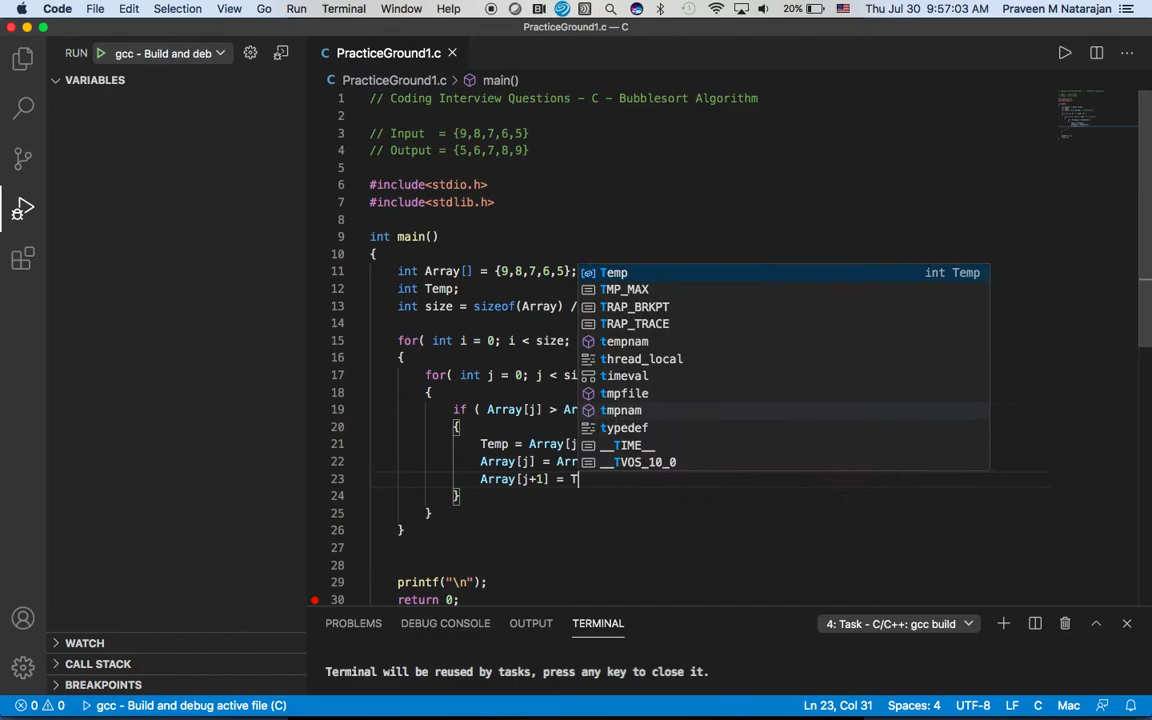 Code File Edit Selection View Go Run Terminal Window Help 20% Thu Jul 30 9:57:03 AM Praveen M Natarajan
PracticeGround1.c — C
RUN gcc - Build and deb
PracticeGround1.c
VARIABLES
PracticeGround1.c > main()
1 // Coding Interview Questions - C - Bubblesort Algorithm
2
3 // Input = {9,8,7,6,5}
4 // Output = {5,6,7,8,9}
5
6 #include<stdio.h>
7 #include<stdlib.h>
8
9 int main()
10 {
11 int Array[] = {9,8,7,6,5};
12 int Temp;
13 int size = sizeof(Array) /
14
15 for( int i = 0; i < size;
16 {
17 for( int j = 0; j < si
18 {
19 if ( Array[j] > Ar
20 {
21 Temp = Array[j
22 Array[j] = Arr
23 Array[j+1] = T
24 }
25 }
26 }
27
28
29 printf("\n");
30 return 0;
Temp int Temp
TMP_MAX
TRAP_BRKPT
TRAP_TRACE
tempnam
thread_local
timeval
tmpfile
tmpnam
typedef
__TIME__
__TVOS_10_0
WATCH
CALL STACK
BREAKPOINTS
PROBLEMS DEBUG CONSOLE OUTPUT TERMINAL 4: Task - C/C++: gcc build
Terminal will be reused by tasks, press any key to close it.
0 0 gcc - Build and debug active file (C) Ln 23, Col 31 Spaces: 4 UTF-8 LF C Mac